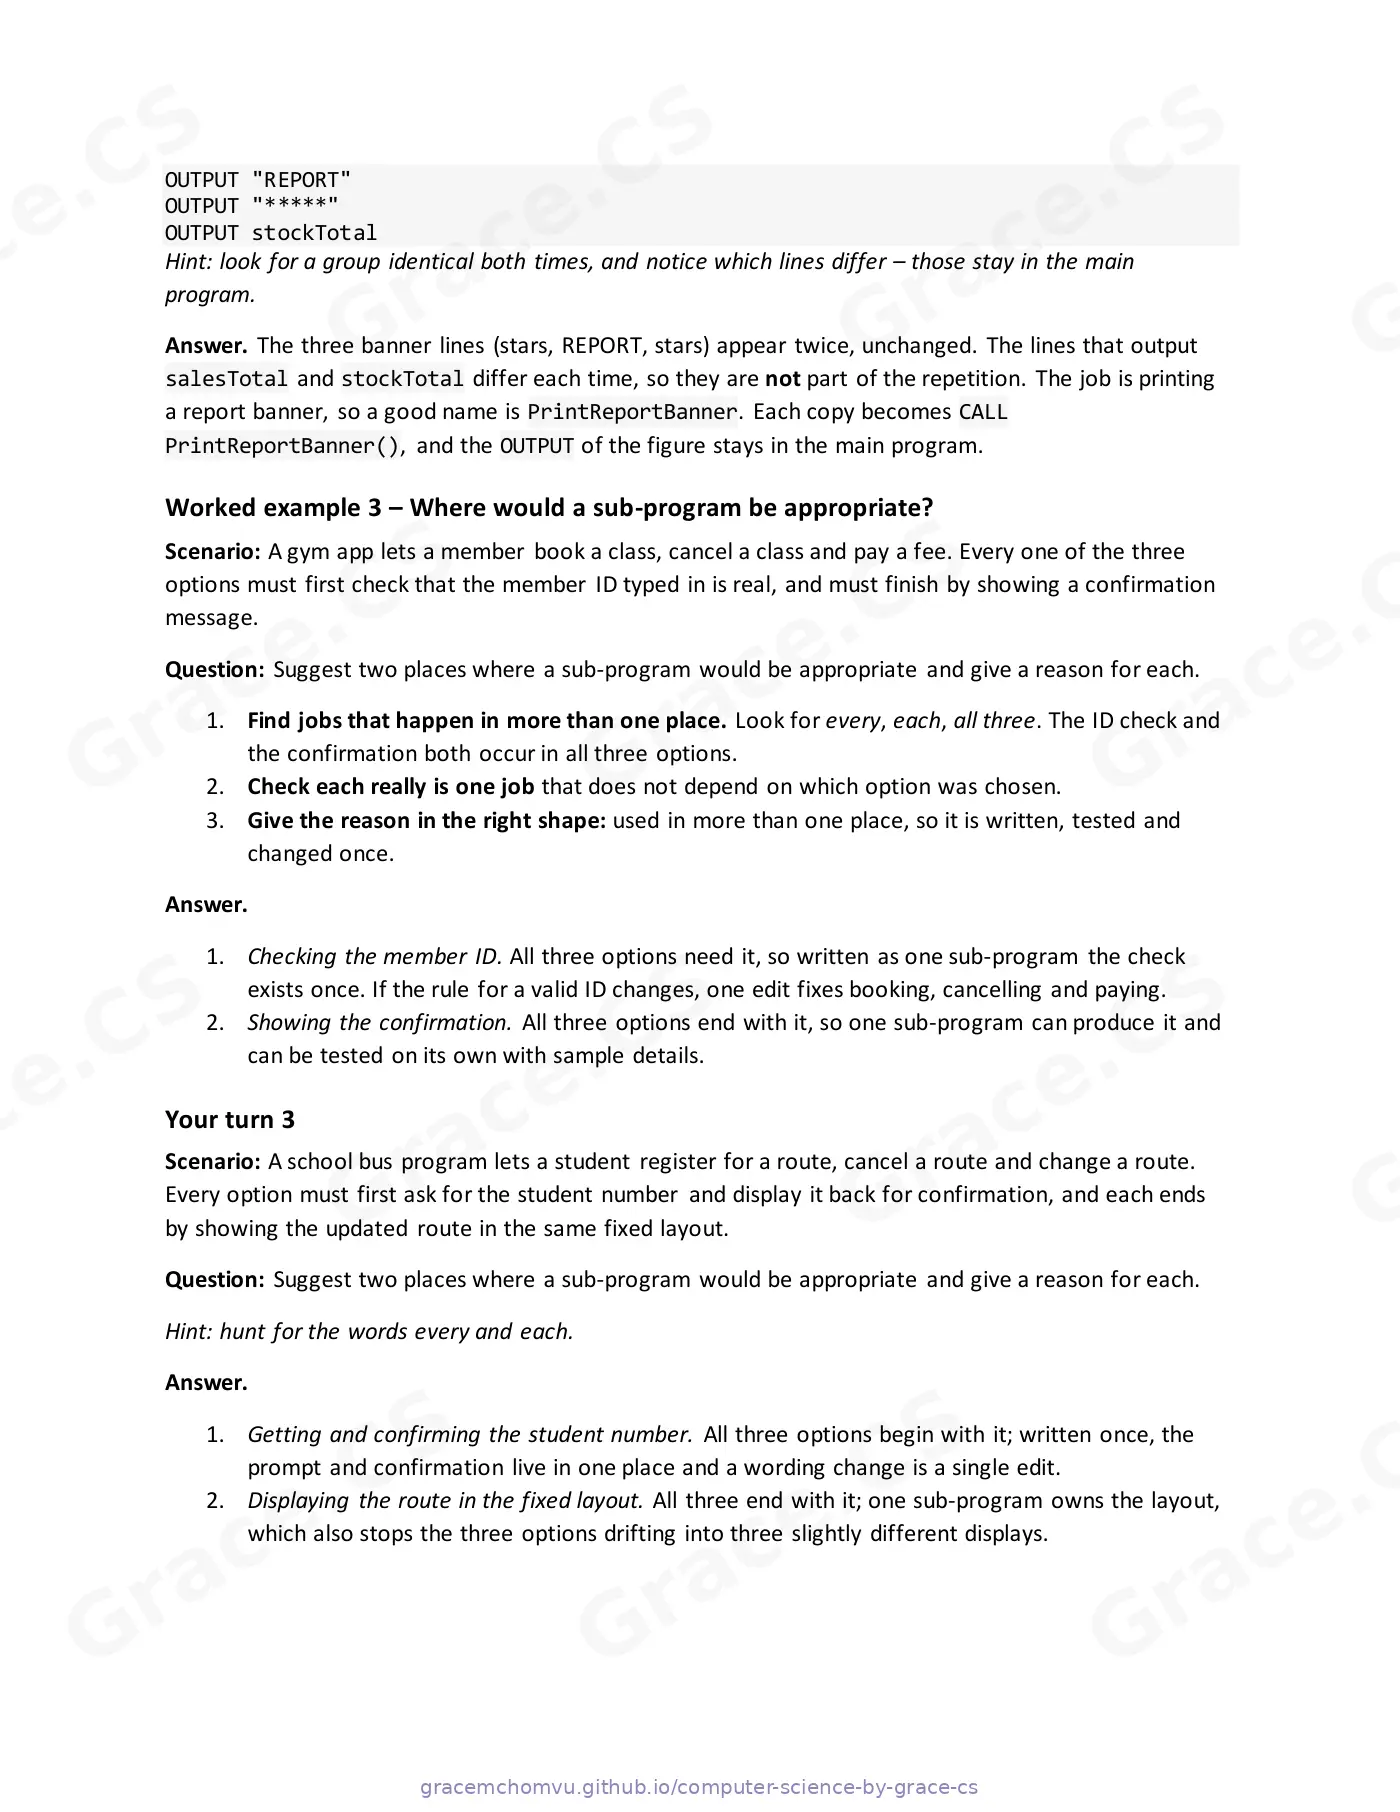 OUTPUT "REPORT"
OUTPUT "*****"
OUTPUT stockTotal
Hint: look for a group identical both times, and notice which lines differ – those stay in the main
program.
Answer. The three banner lines (stars, REPORT, stars) appear twice, unchanged. The lines that output
salesTotal and stockTotal differ each time, so they are not part of the repetition. The job is printing
a report banner, so a good name is PrintReportBanner. Each copy becomes CALL
PrintReportBanner(), and the OUTPUT of the figure stays in the main program.
Worked example 3 – Where would a sub-program be appropriate?
Scenario: A gym app lets a member book a class, cancel a class and pay a fee. Every one of the three
options must first check that the member ID typed in is real, and must finish by showing a confirmation
message.
Question: Suggest two places where a sub-program would be appropriate and give a reason for each.
1. Find jobs that happen in more than one place. Look for every, each, all three. The ID check and
the confirmation both occur in all three options.
2. Check each really is one job that does not depend on which option was chosen.
3. Give the reason in the right shape: used in more than one place, so it is written, tested and
changed once.
Answer.
1. Checking the member ID. All three options need it, so written as one sub-program the check
exists once. If the rule for a valid ID changes, one edit fixes booking, cancelling and paying.
2. Showing the confirmation. All three options end with it, so one sub-program can produce it and
can be tested on its own with sample details.
Your turn 3
Scenario: A school bus program lets a student register for a route, cancel a route and change a route.
Every option must first ask for the student number and display it back for confirmation, and each ends
by showing the updated route in the same fixed layout.
Question: Suggest two places where a sub-program would be appropriate and give a reason for each.
Hint: hunt for the words every and each.
Answer.
1. Getting and confirming the student number. All three options begin with it; written once, the
prompt and confirmation live in one place and a wording change is a single edit.
2. Displaying the route in the fixed layout. All three end with it; one sub-program owns the layout,
which also stops the three options drifting into three slightly different displays.
gracemchomvu.github.io/computer-science-by-grace-cs
Grace.CS